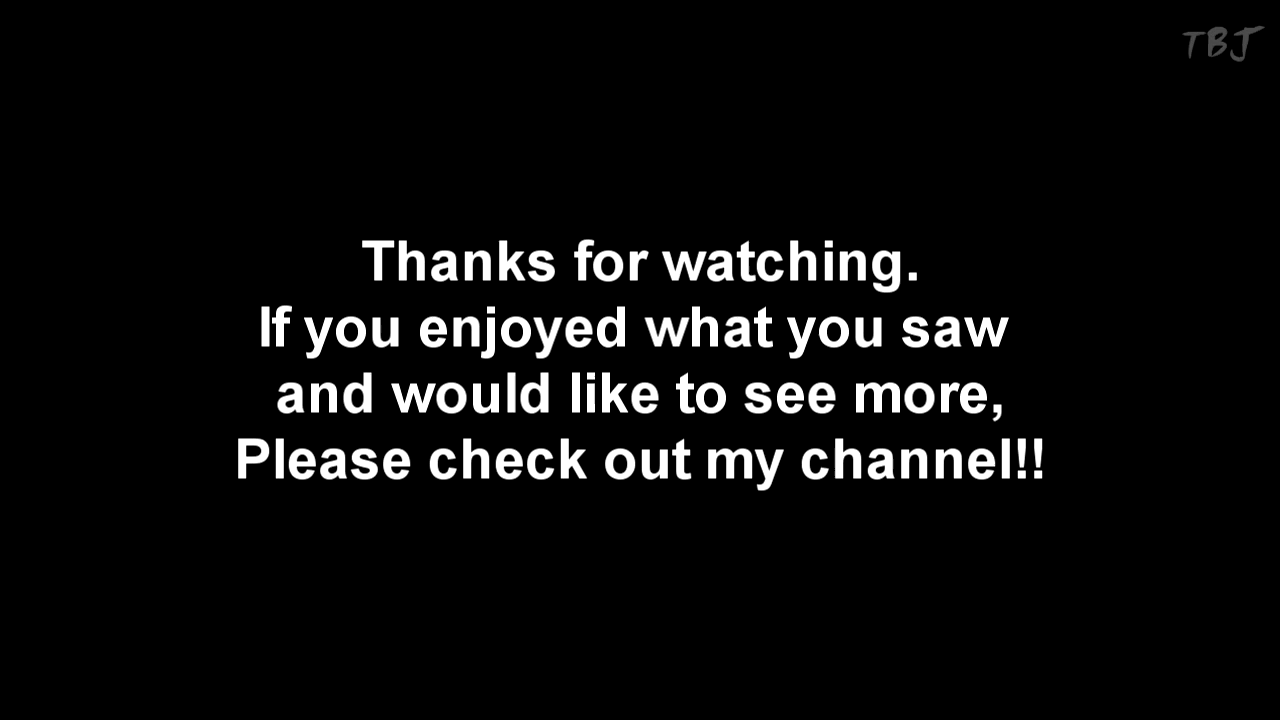 TBJ
Thanks for watching.
If you enjoyed what you saw
and would like to see more,
Please check out my channel!!